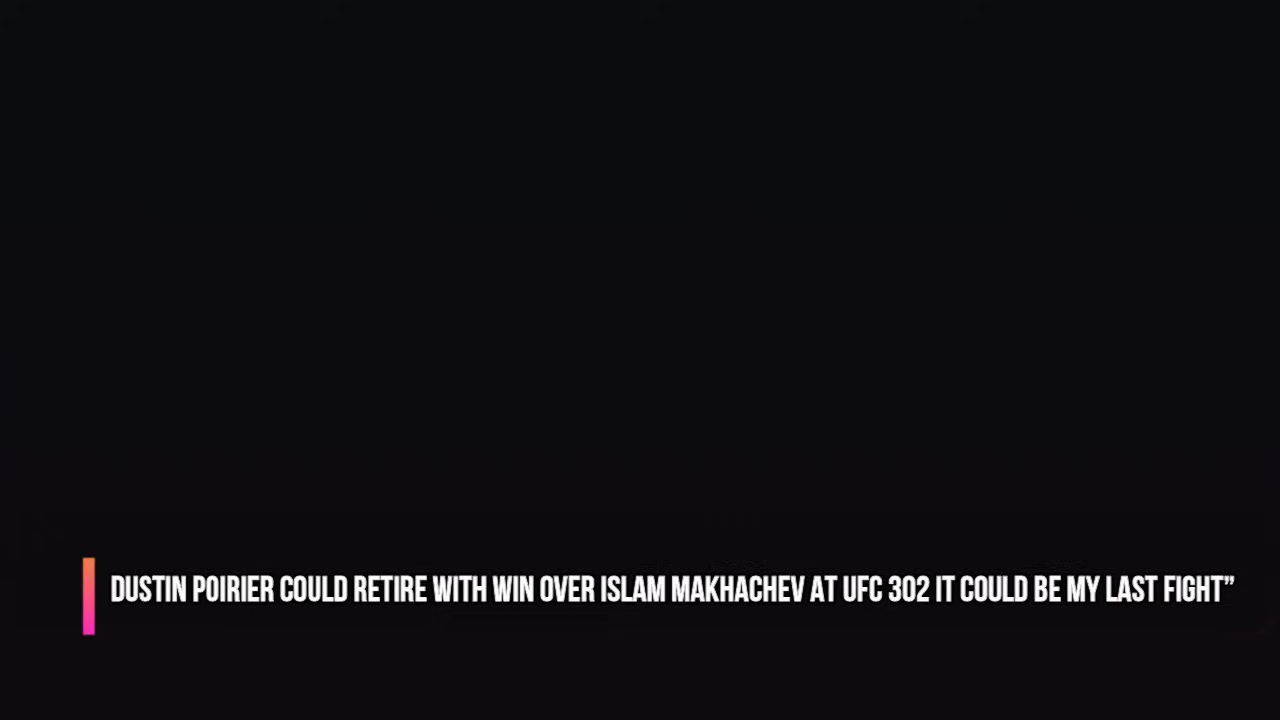 DUSTIN POIRIER COULD RETIRE WITH WIN OVER ISLAM MAKHACHEV AT UFC 302 IT COULD BE MY LAST FIGHT”